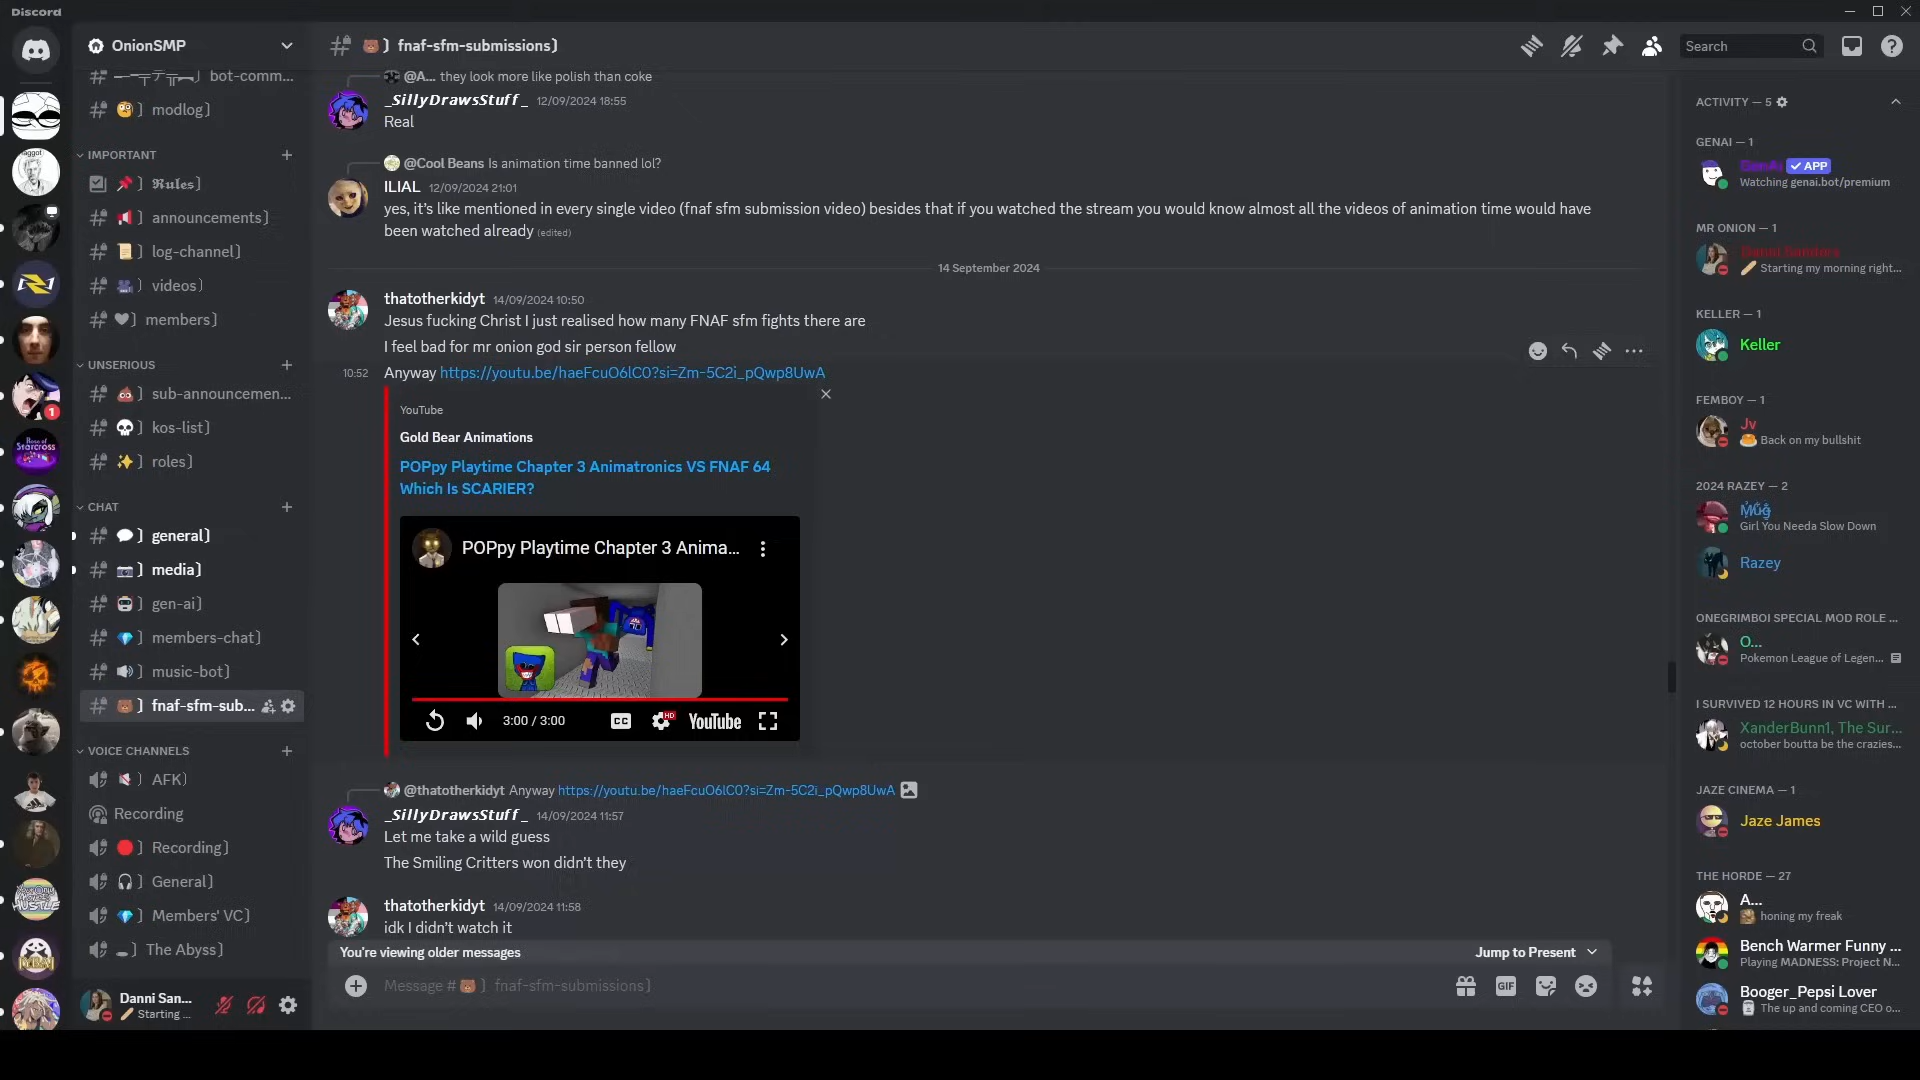 Discord
OnionSMP
bot-comm...
modlog
IMPORTANT
Rules
announcements
log-channel
videos
members
UNSERIOUS
sub-announcemen...
kos-list
roles
CHAT
general
media
gen-ai
members-chat
music-bot
fnaf-sfm-sub...
VOICE CHANNELS
AFK
Recording
Recording
General
Members' VC
The Abyss
Danni San...
Starting ...
fnaf-sfm-submissions
Search
@A... they look more like polish than coke
_SillyDrawsStuff_ 12/09/2024 18:55
Real
@Cool Beans Is animation time banned lol?
ILIAL 12/09/2024 21:01
yes, it's like mentioned in every single video (fnaf sfm submission video) besides that if you watched the stream you would know almost all the videos of animation time would have
been watched already (edited)
14 September 2024
thatotherkidyt 14/09/2024 10:50
Jesus fucking Christ I just realised how many FNAF sfm fights there are
I feel bad for mr onion god sir person fellow
10:52 Anyway https://youtu.be/haeFcuO6lC0?si=Zm-5C2i_pQwp8UwA
YouTube
Gold Bear Animations
POPpy Playtime Chapter 3 Animatronics VS FNAF 64
Which Is SCARIER?
POPpy Playtime Chapter 3 Anima...
3:00 / 3:00
CC
HD
YouTube
@thatotherkidyt Anyway https://youtu.be/haeFcuO6lC0?si=Zm-5C2i_pQwp8UwA
_SillyDrawsStuff_ 14/09/2024 11:57
Let me take a wild guess
The Smiling Critters won didn't they
thatotherkidyt 14/09/2024 11:58
idk I didn't watch it
You're viewing older messages
Jump to Present
Message # fnaf-sfm-submissions
GIF
ACTIVITY — 5
GENAI — 1
GenAI APP
Watching genai.bot/premium
MR ONION — 1
Danni Sanders
Starting my morning right...
KELLER — 1
Keller
FEMBOY — 1
Jv
Back on my bullshit
2024 RAZEY — 2
Mug
Girl You Needa Slow Down
Razey
ONEGRIMBOI SPECIAL MOD ROLE ...
O...
Pokemon League of Legen...
I SURVIVED 12 HOURS IN VC WITH ...
XanderBunn1, The Sur...
october boutta be the crazies...
JAZE CINEMA — 1
Jaze James
THE HORDE — 27
A...
honing my freak
Bench Warmer Funny ...
Playing MADNESS: Project N...
Booger_Pepsi Lover
The up and coming CEO o...